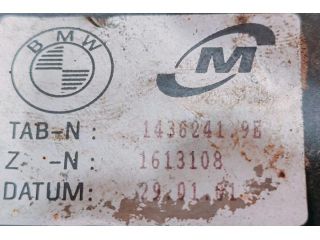 BMW M
TAB-N: 1436241.9E
Z -N: 1613108
DATUM: 29.01.01